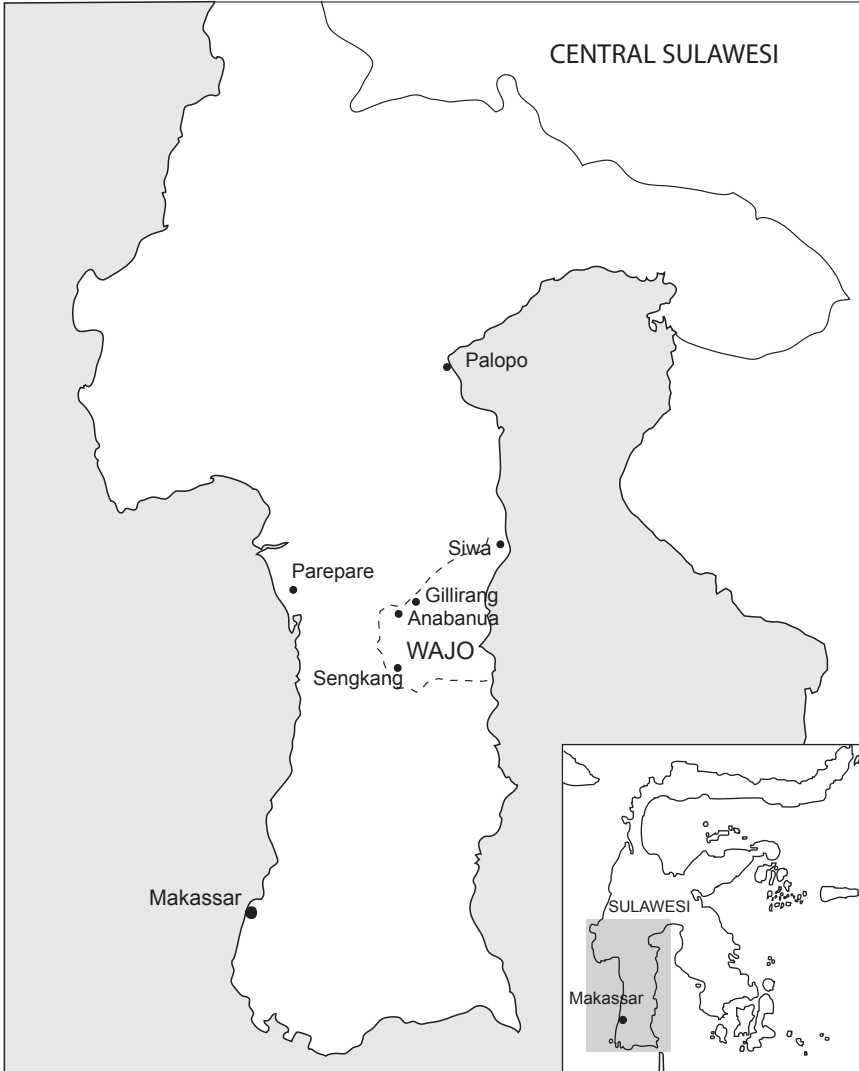 CENTRAL SULAWESI
Palopo
Siwa
Parepare
Gillirang
Anabanua
WAJO
Sengkang
Makassar
SULAWESI
Makassar